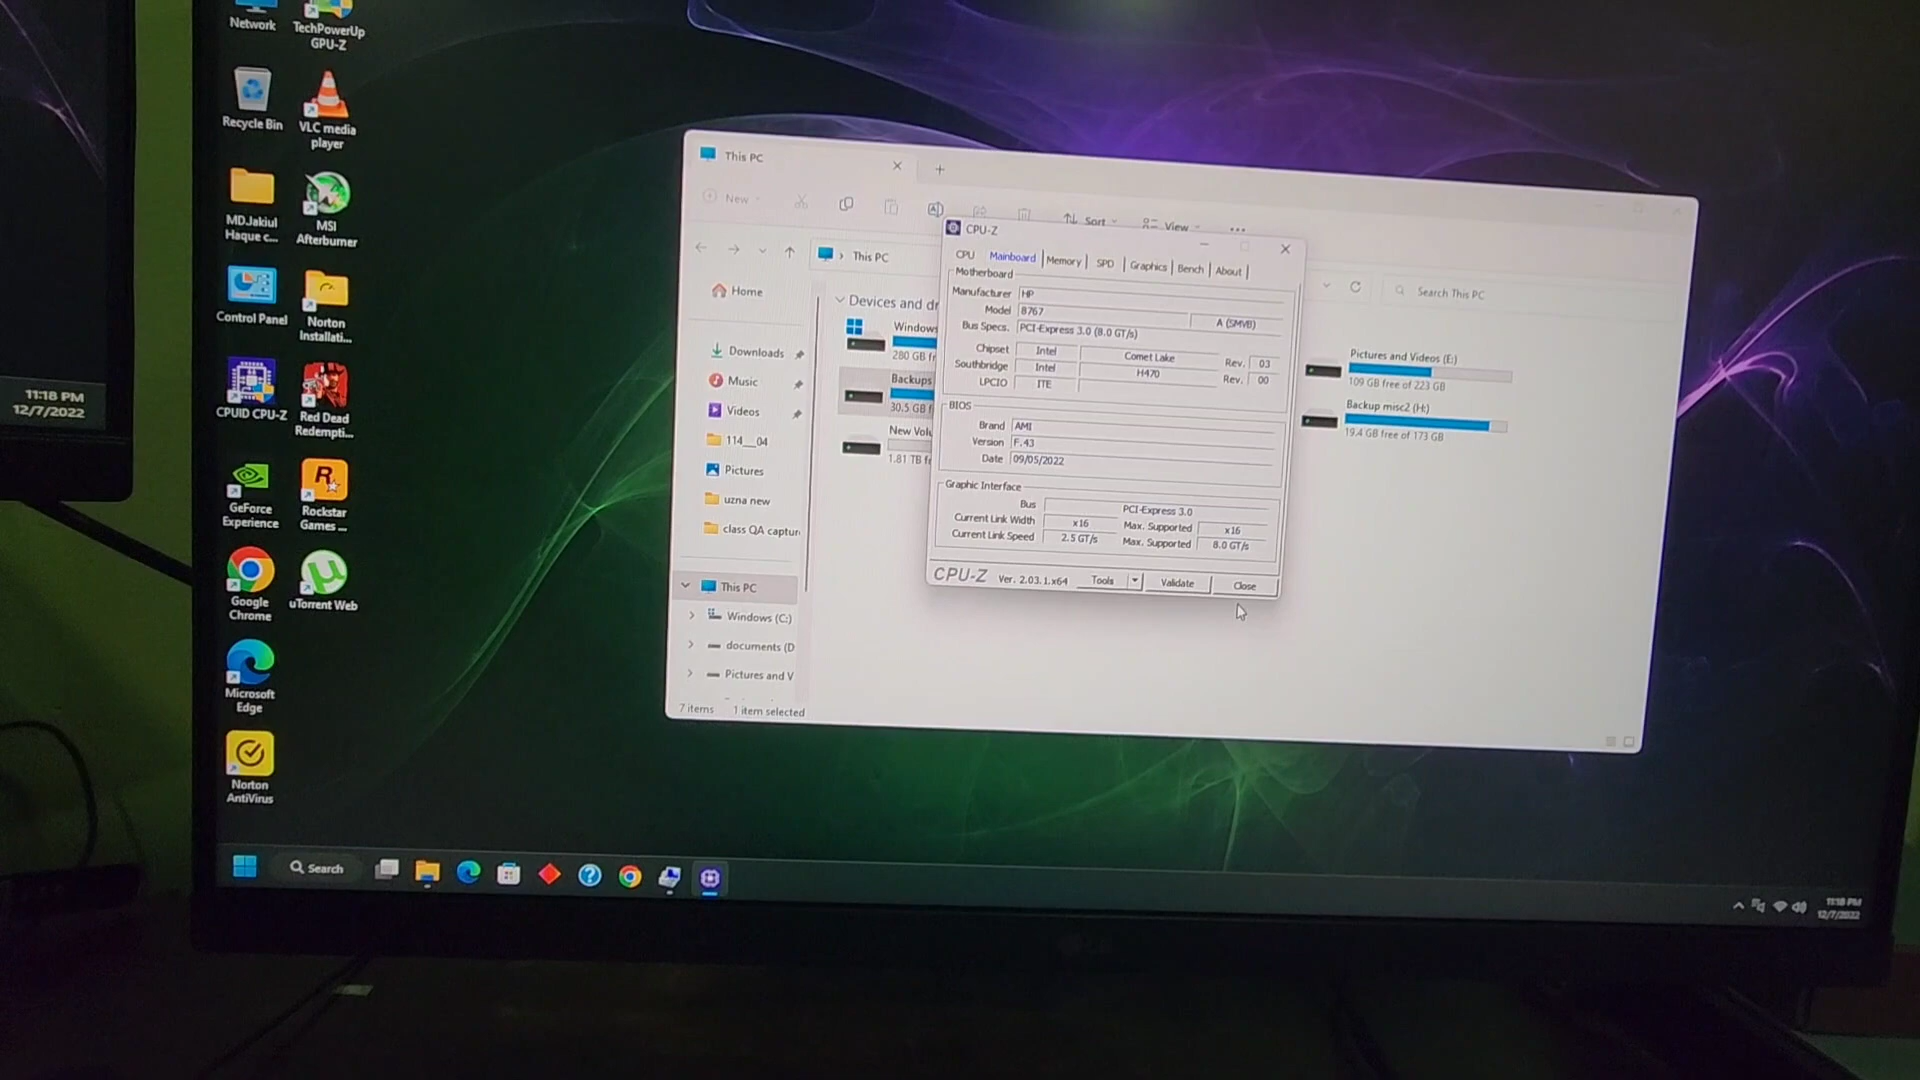 11:18 PM
12/7/2022
Network
TechPowerUp
GPU-Z
Recycle Bin
VLC media
player
MDJakiul
Haque c...
MSI
Afterburner
Control Panel
Norton
Installati...
CPUID CPU-Z
Red Dead
Redempti...
GeForce
Experience
Rockstar
Games ...
Google
Chrome
uTorrent Web
Microsoft
Edge
Norton
AntiVirus
This PC
New
Sort
View
This PC
Search This PC
Home
Downloads
Music
Videos
114__04
Pictures
uzna new
class QA captur
This PC
Windows (C:)
documents (D
Pictures and V
7 items 1 item selected
Devices and dr
Windows
280 GB fr
Backups
30.5 GB f
New Volu
1.81 TB fr
Pictures and Videos (E:)
109 GB free of 223 GB
Backup misc2 (H:)
19.4 GB free of 173 GB
CPU-Z
CPU Mainboard Memory SPD Graphics Bench About
Motherboard
Manufacturer HP
Model 8767 A (SMVB)
Bus Specs. PCI-Express 3.0 (8.0 GT/s)
Chipset Intel Comet Lake Rev. 03
Southbridge Intel H470 Rev. 00
LPCIO ITE
BIOS
Brand AMI
Version F.43
Date 09/05/2022
Graphic Interface
Bus PCI-Express 3.0
Current Link Width x16 Max. Supported x16
Current Link Speed 2.5 GT/s Max. Supported 8.0 GT/s
CPU-Z Ver. 2.03.1.x64 Tools Validate Close
Search
11:18 PM
12/7/2022